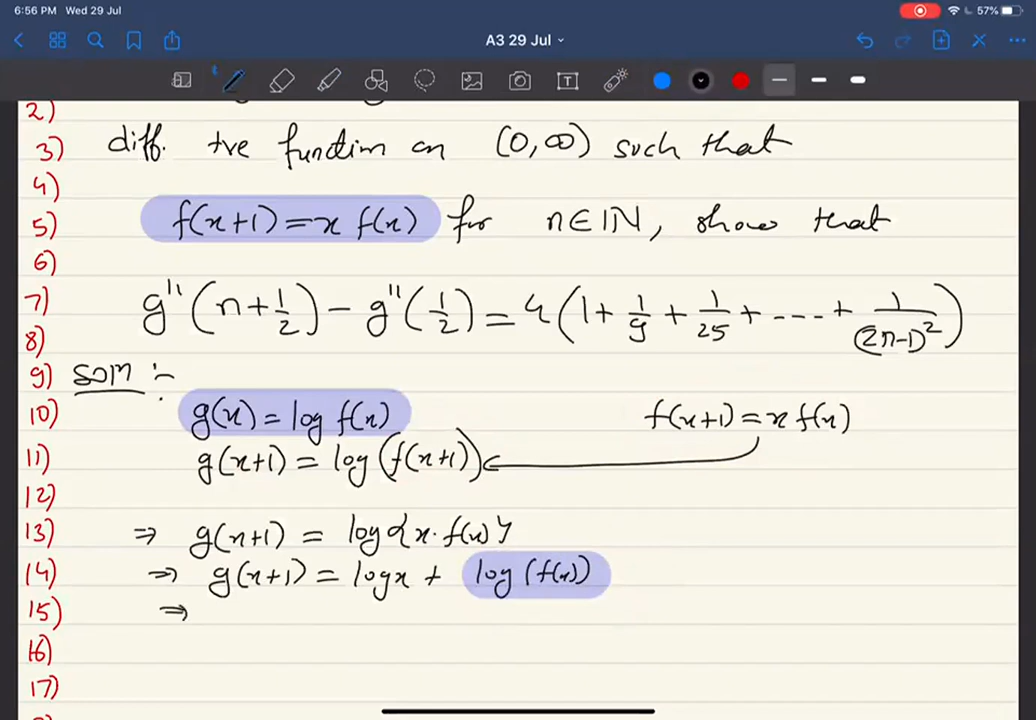 6:56 PM Wed 29 Jul
57%
A3 29 Jul
2)
3) diff. +ve function on (0,∞) such that
4)
5) f(x+1)=x f(x) for n∈IN, show that
6)
7) g''(n+1/2) - g''(1/2) = 4(1+1/9+1/25+----+1/(2n-1)^2)
8)
9) Soln :-
10) g(x) = log f(x) f(x+1)=x f(x)
11) g(x+1) = log(f(x+1))
12)
13) ⇒ g(x+1) = log{x·f(x)}
14) ⇒ g(x+1) = logx + log(f(x))
15) ⇒
16)
17)